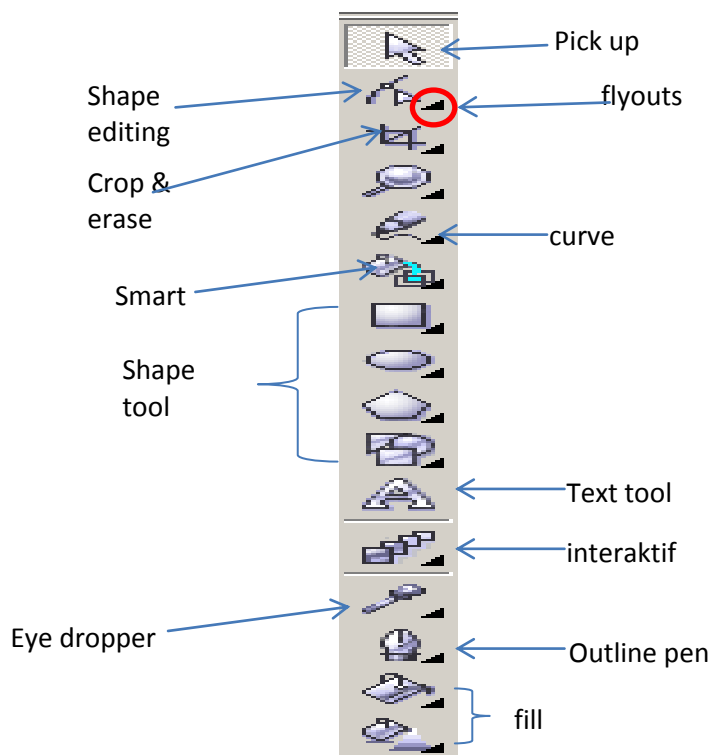 Pick up
Shape
editing
flyouts
Crop &
erase
curve
Smart
Shape
tool
Text tool
interaktif
Eye dropper
Outline pen
fill